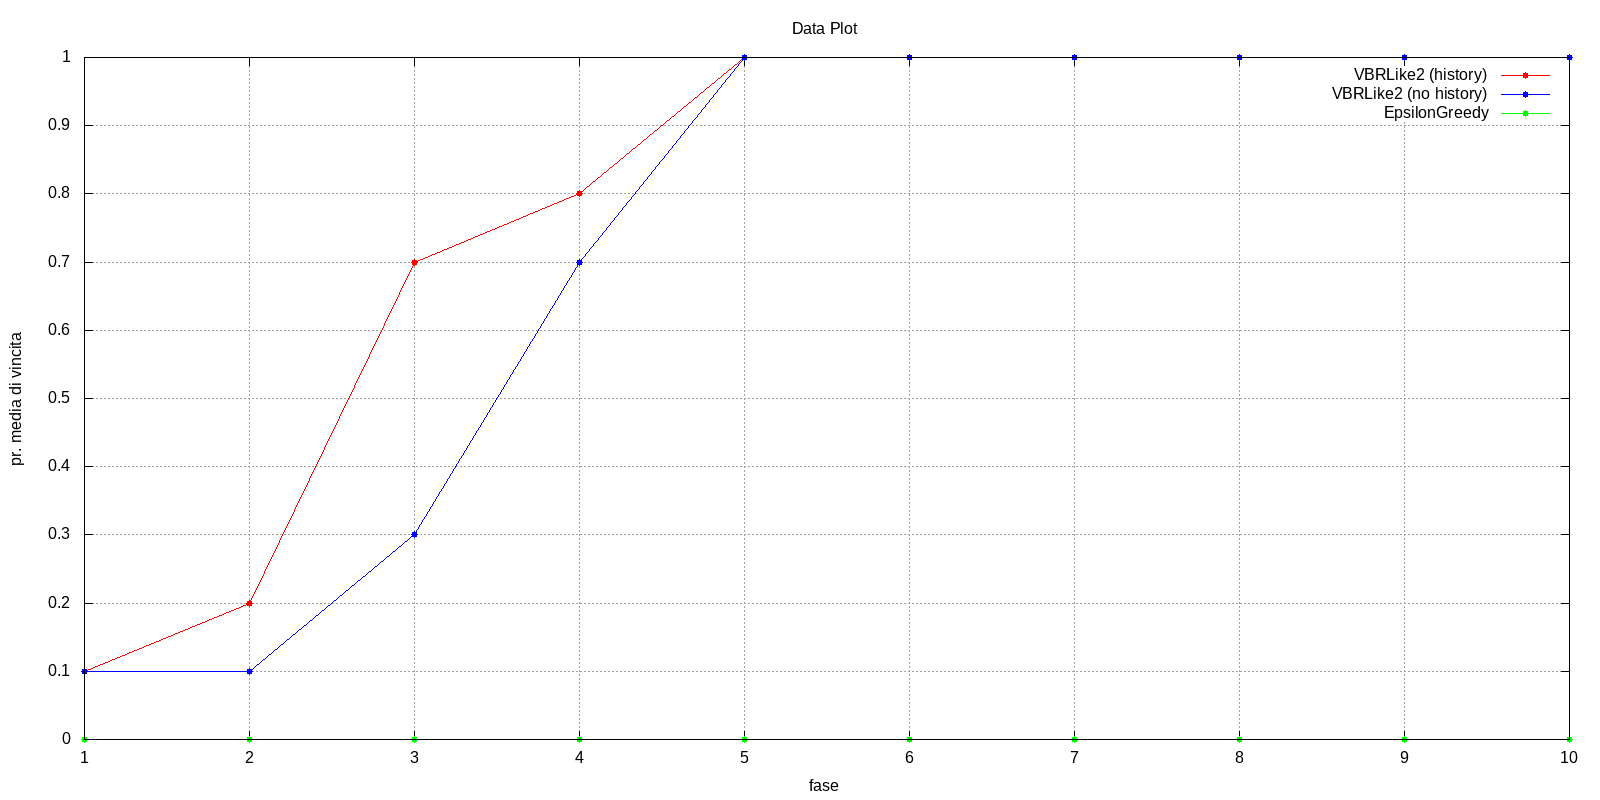 Data Plot
VBRLike2 (history)
VBRLike2 (no history)
EpsilonGreedy
1
0.9
0.8
0.7
0.6
0.5
0.4
0.3
0.2
0.1
0
pr. media di vincita
1 2 3 4 5 6 7 8 9 10
fase